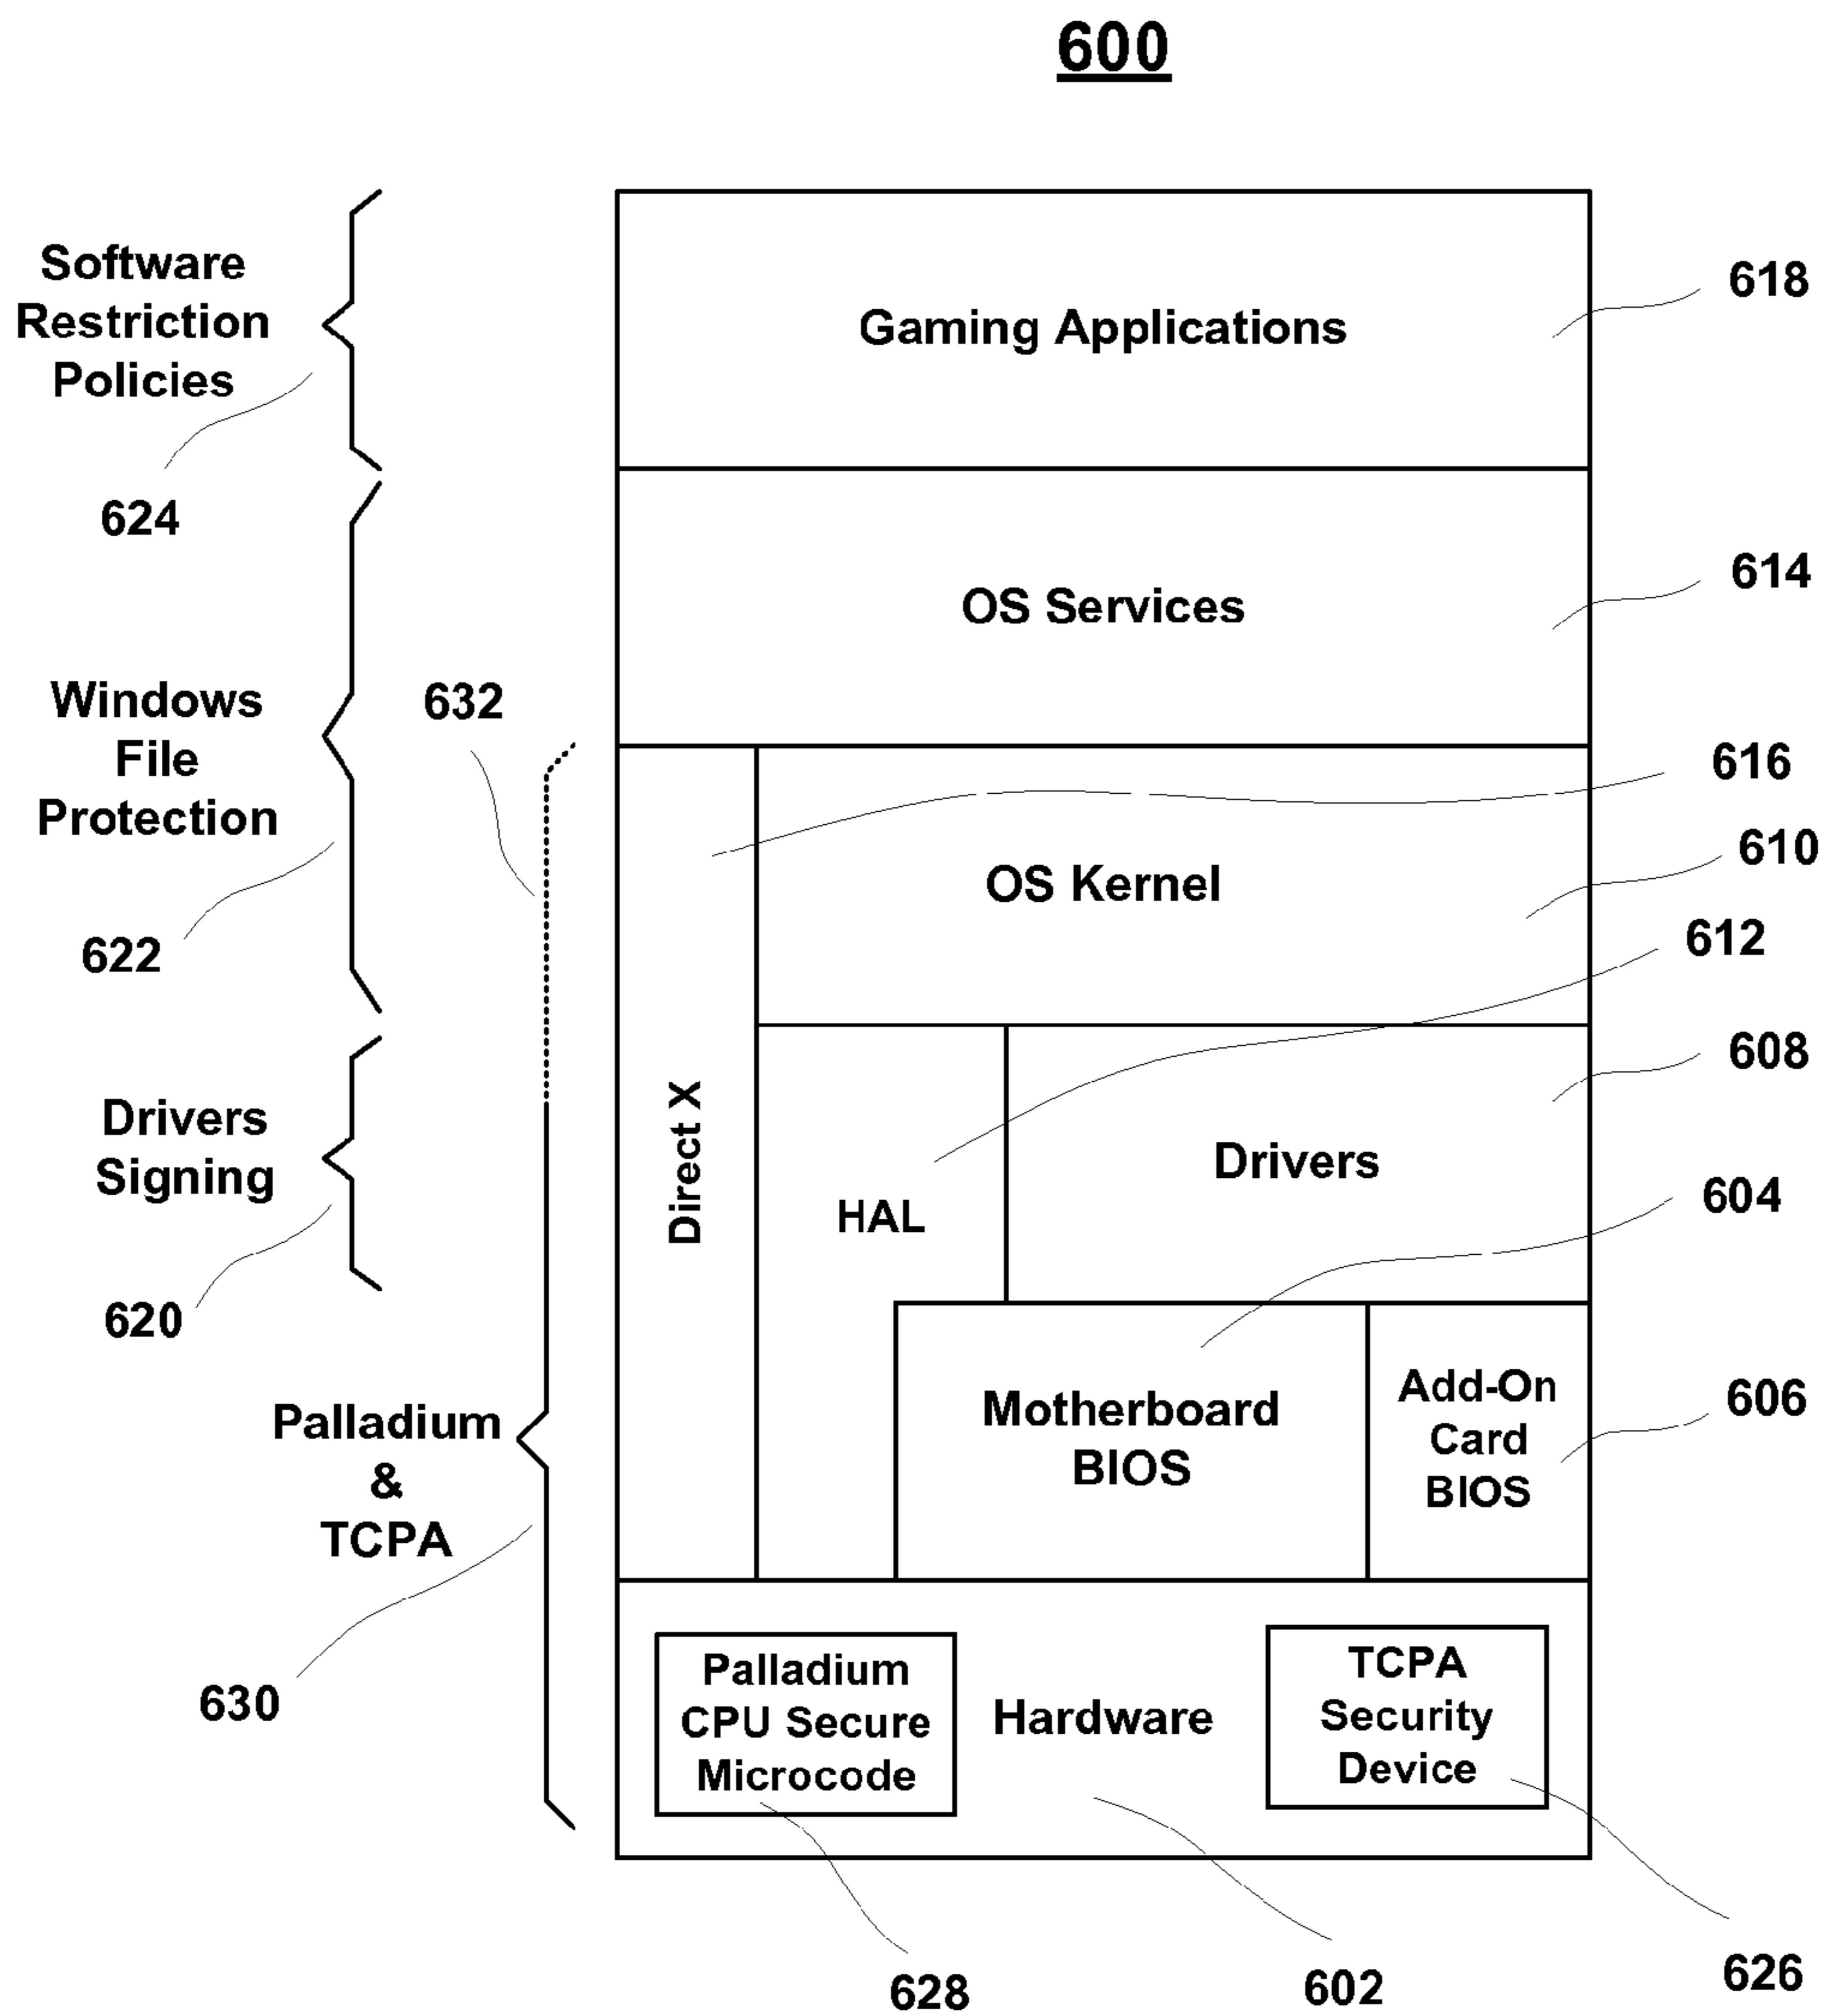 600
Software
Restriction
Policies
624
Gaming Applications
618
OS Services
614
Windows
File
Protection
622
632
616
OS Kernel
610
612
Drivers
Signing
620
Direct X
HAL
Drivers
608
604
Palladium
&
TCPA
630
Motherboard
BIOS
Add-On
Card
BIOS
606
Palladium
CPU Secure
Microcode
Hardware
TCPA
Security
Device
628
602
626